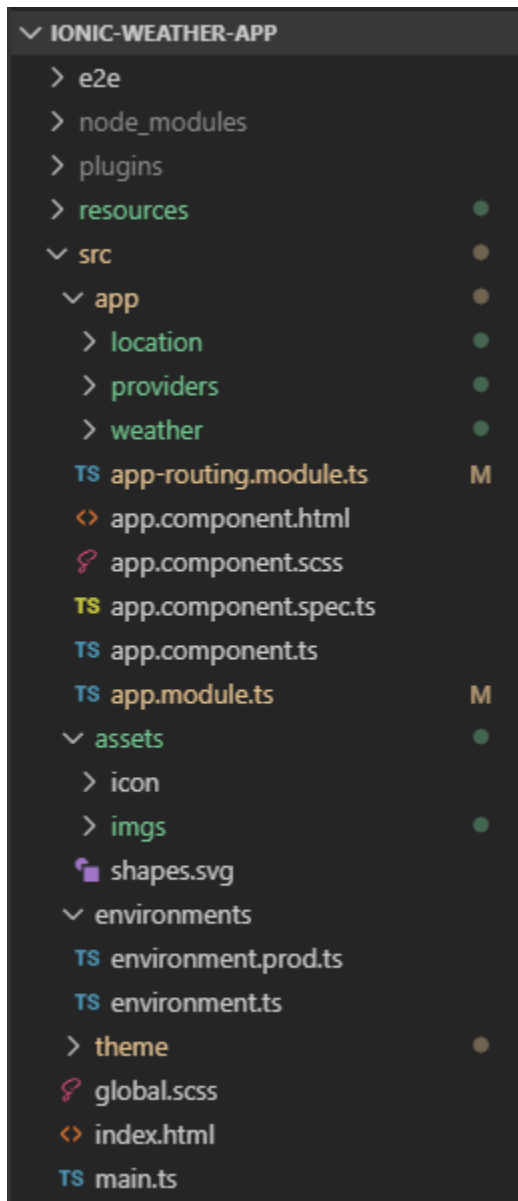 IONIC-WEATHER-APP
e2e
node_modules
plugins
resources
src
app
location
providers
weather
TS app-routing.module.ts M
<> app.component.html
app.component.scss
TS app.component.spec.ts
TS app.component.ts
TS app.module.ts M
assets
icon
imgs
shapes.svg
environments
TS environment.prod.ts
TS environment.ts
theme
global.scss
<> index.html
TS main.ts